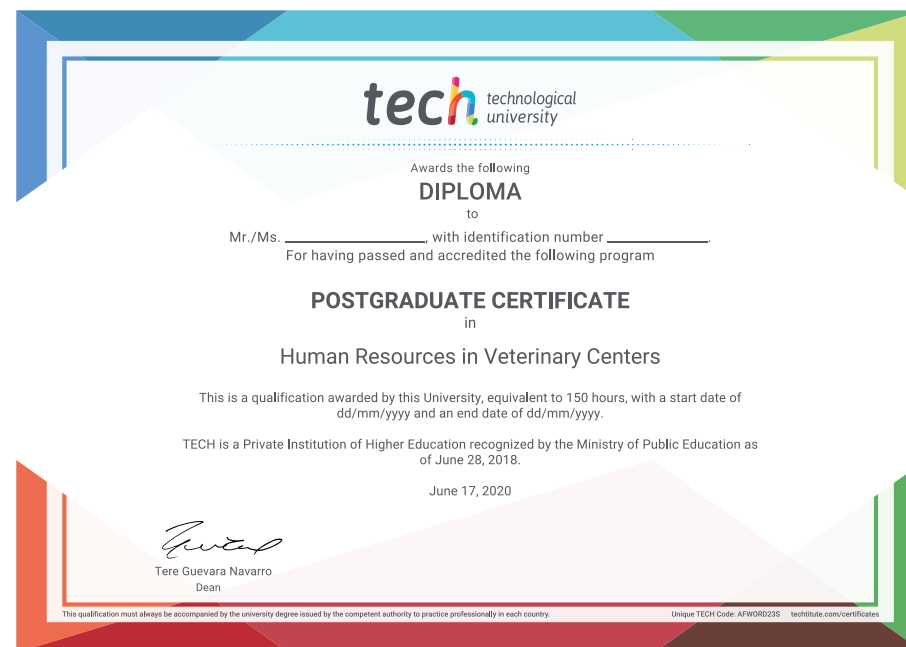 tech technological
university
Awards the following
DIPLOMA
to
Mr./Ms. ____________________, with identification number ______________.
For having passed and accredited the following program
POSTGRADUATE CERTIFICATE
in
Human Resources in Veterinary Centers
This is a qualification awarded by this University, equivalent to 150 hours, with a start date of
dd/mm/yyyy and an end date of dd/mm/yyyy.
TECH is a Private Institution of Higher Education recognized by the Ministry of Public Education as
of June 28, 2018.
June 17, 2020
Tere Guevara Navarro
Dean
This qualification must always be accompanied by the university degree issued by the competent authority to practice professionally in each country. Unique TECH Code: AFWORD23S techtitute.com/certificates